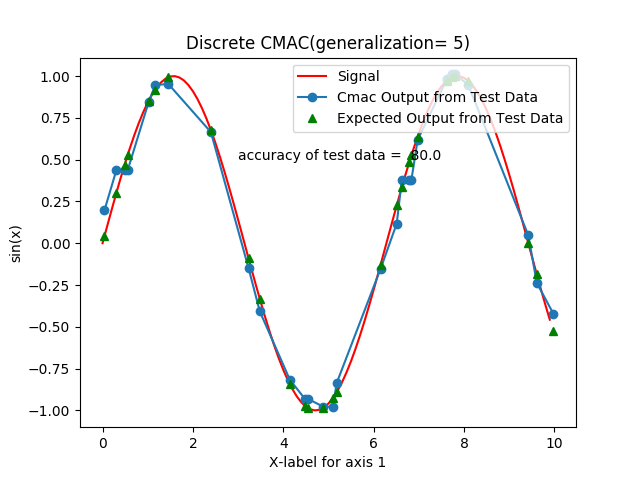 Discrete CMAC(generalization= 5)
Signal
Cmac Output from Test Data
Expected Output from Test Data
accuracy of test data =  80.0
sin(x)
1.00
0.75
0.50
0.25
0.00
−0.25
−0.50
−0.75
−1.00
0 2 4 6 8 10
X-label for axis 1